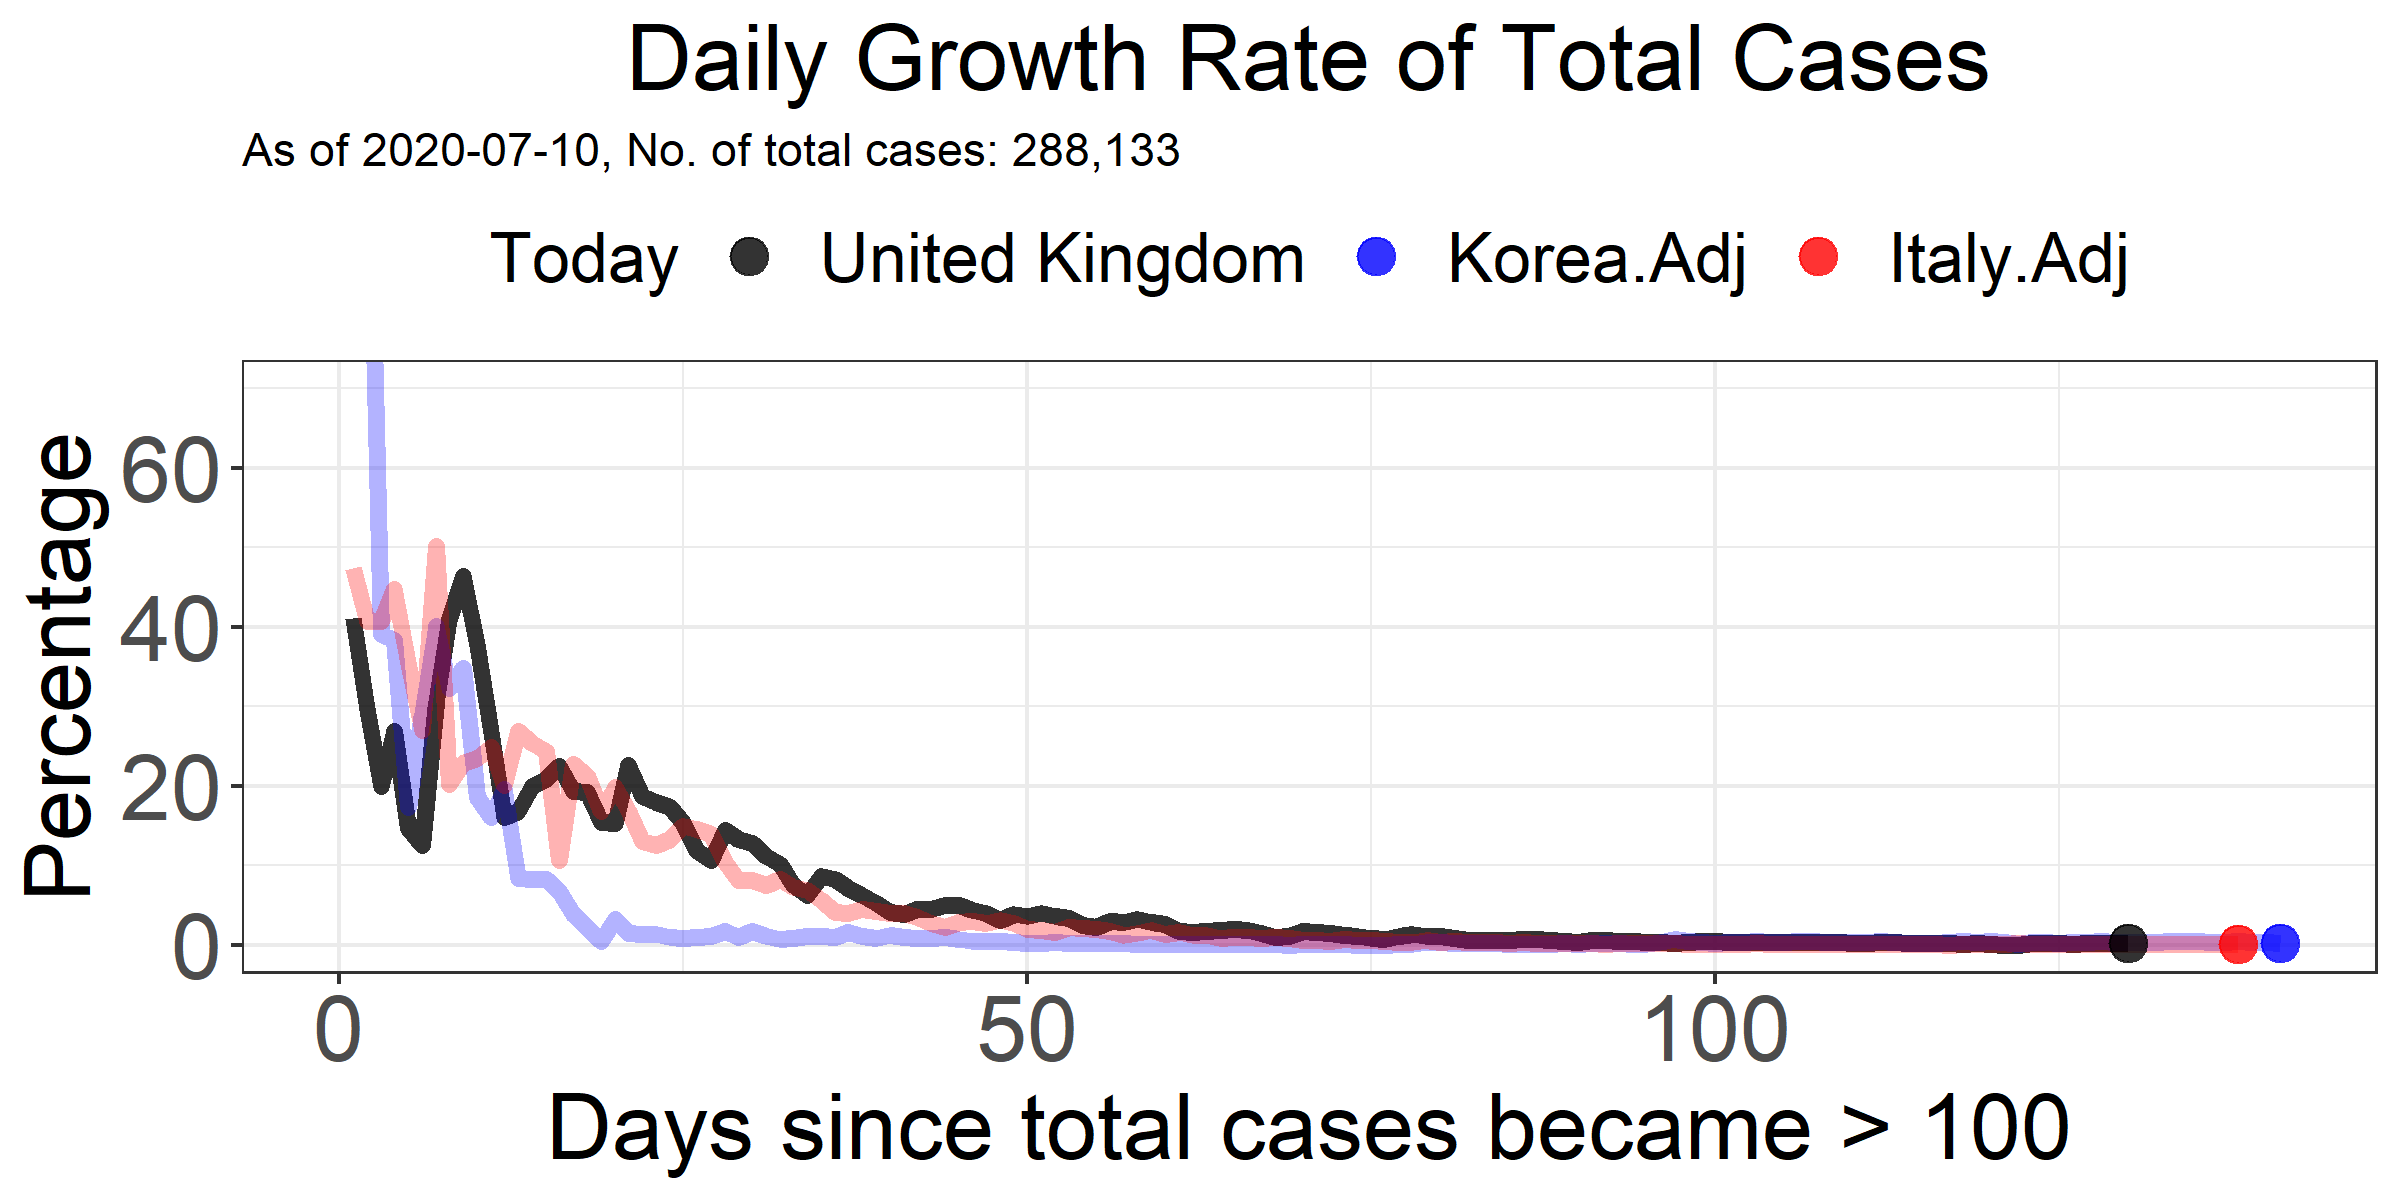 Daily Growth Rate of Total Cases
As of 2020-07-10, No. of total cases: 288,133
Today United Kingdom Korea.Adj Italy.Adj
Percentage
60
40
20
0
0 50 100
Days since total cases became > 100